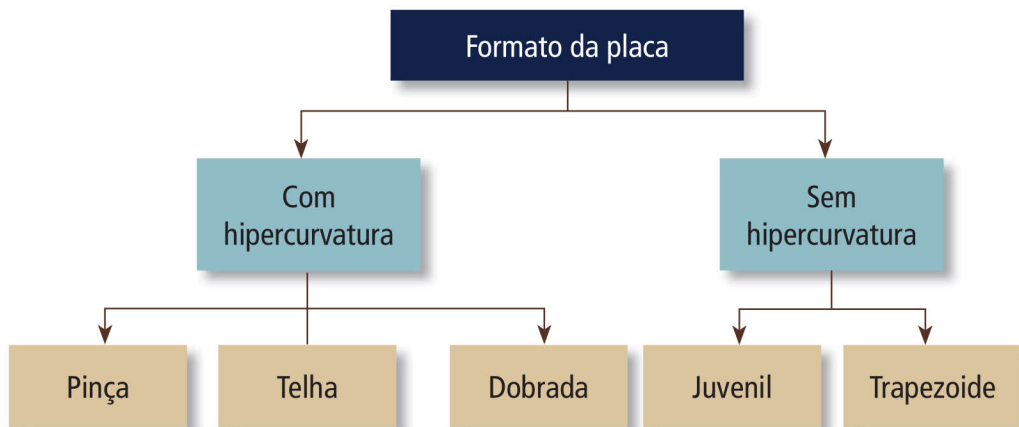 Formato da placa
Com
hipercurvatura
Sem
hipercurvatura
Pinça
Telha
Dobrada
Juvenil
Trapezoide